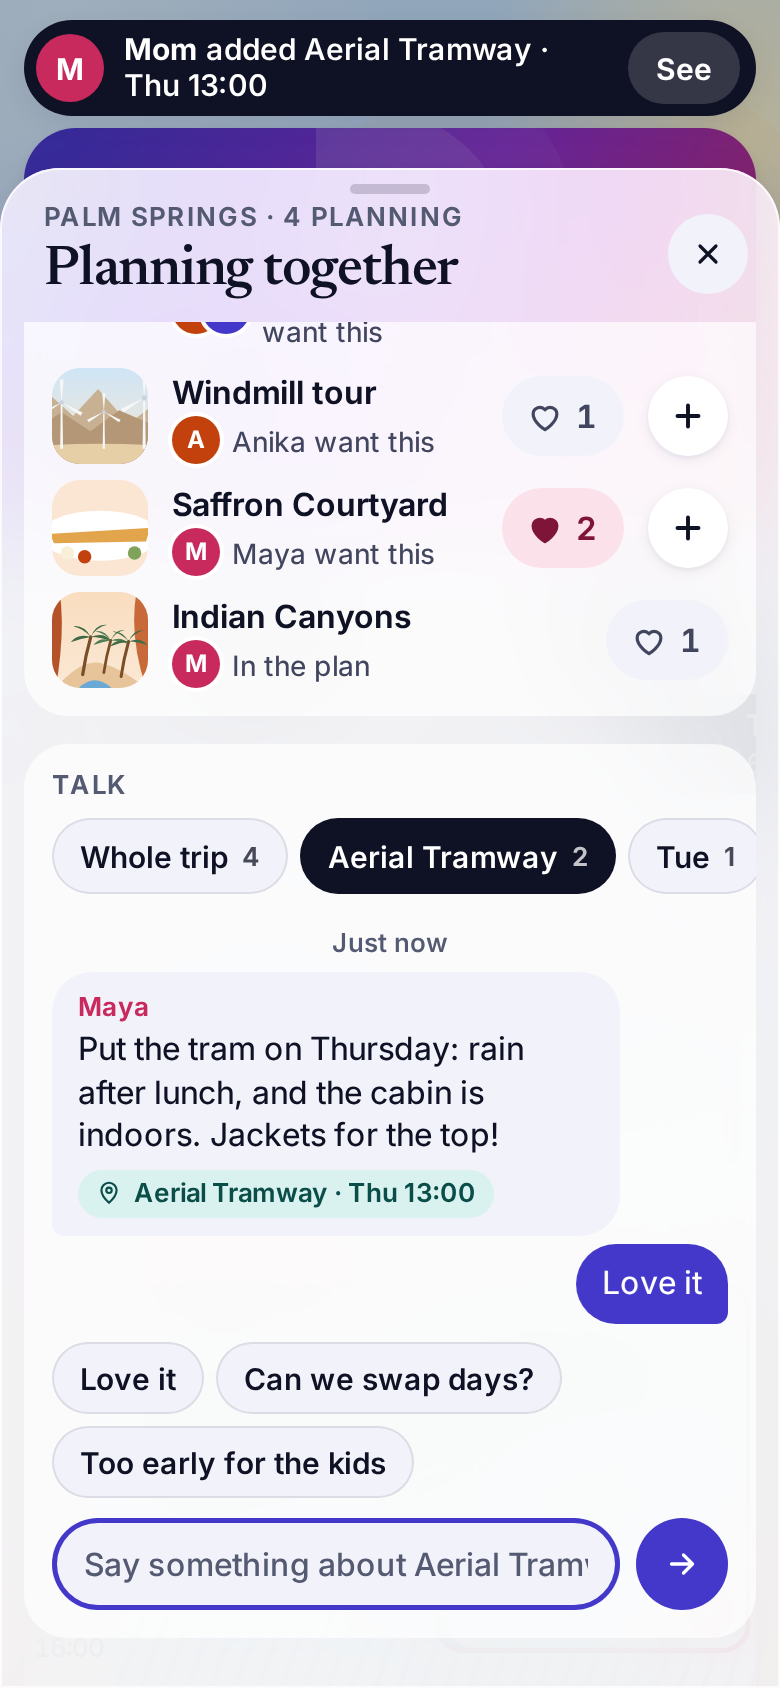 M
Mom added Aerial Tramway ·
Thu 13:00
See
PALM SPRINGS · 4 PLANNING
Planning together
want this
Windmill tour
A
Anika want this
1
Saffron Courtyard
M
Maya want this
2
Indian Canyons
M
In the plan
1
TALK
Whole trip 4
Aerial Tramway 2
Tue 1
Just now
Maya
Put the tram on Thursday: rain
after lunch, and the cabin is
indoors. Jackets for the top!
Aerial Tramway · Thu 13:00
Love it
Love it
Can we swap days?
Too early for the kids
Say something about Aerial Tram
16:00